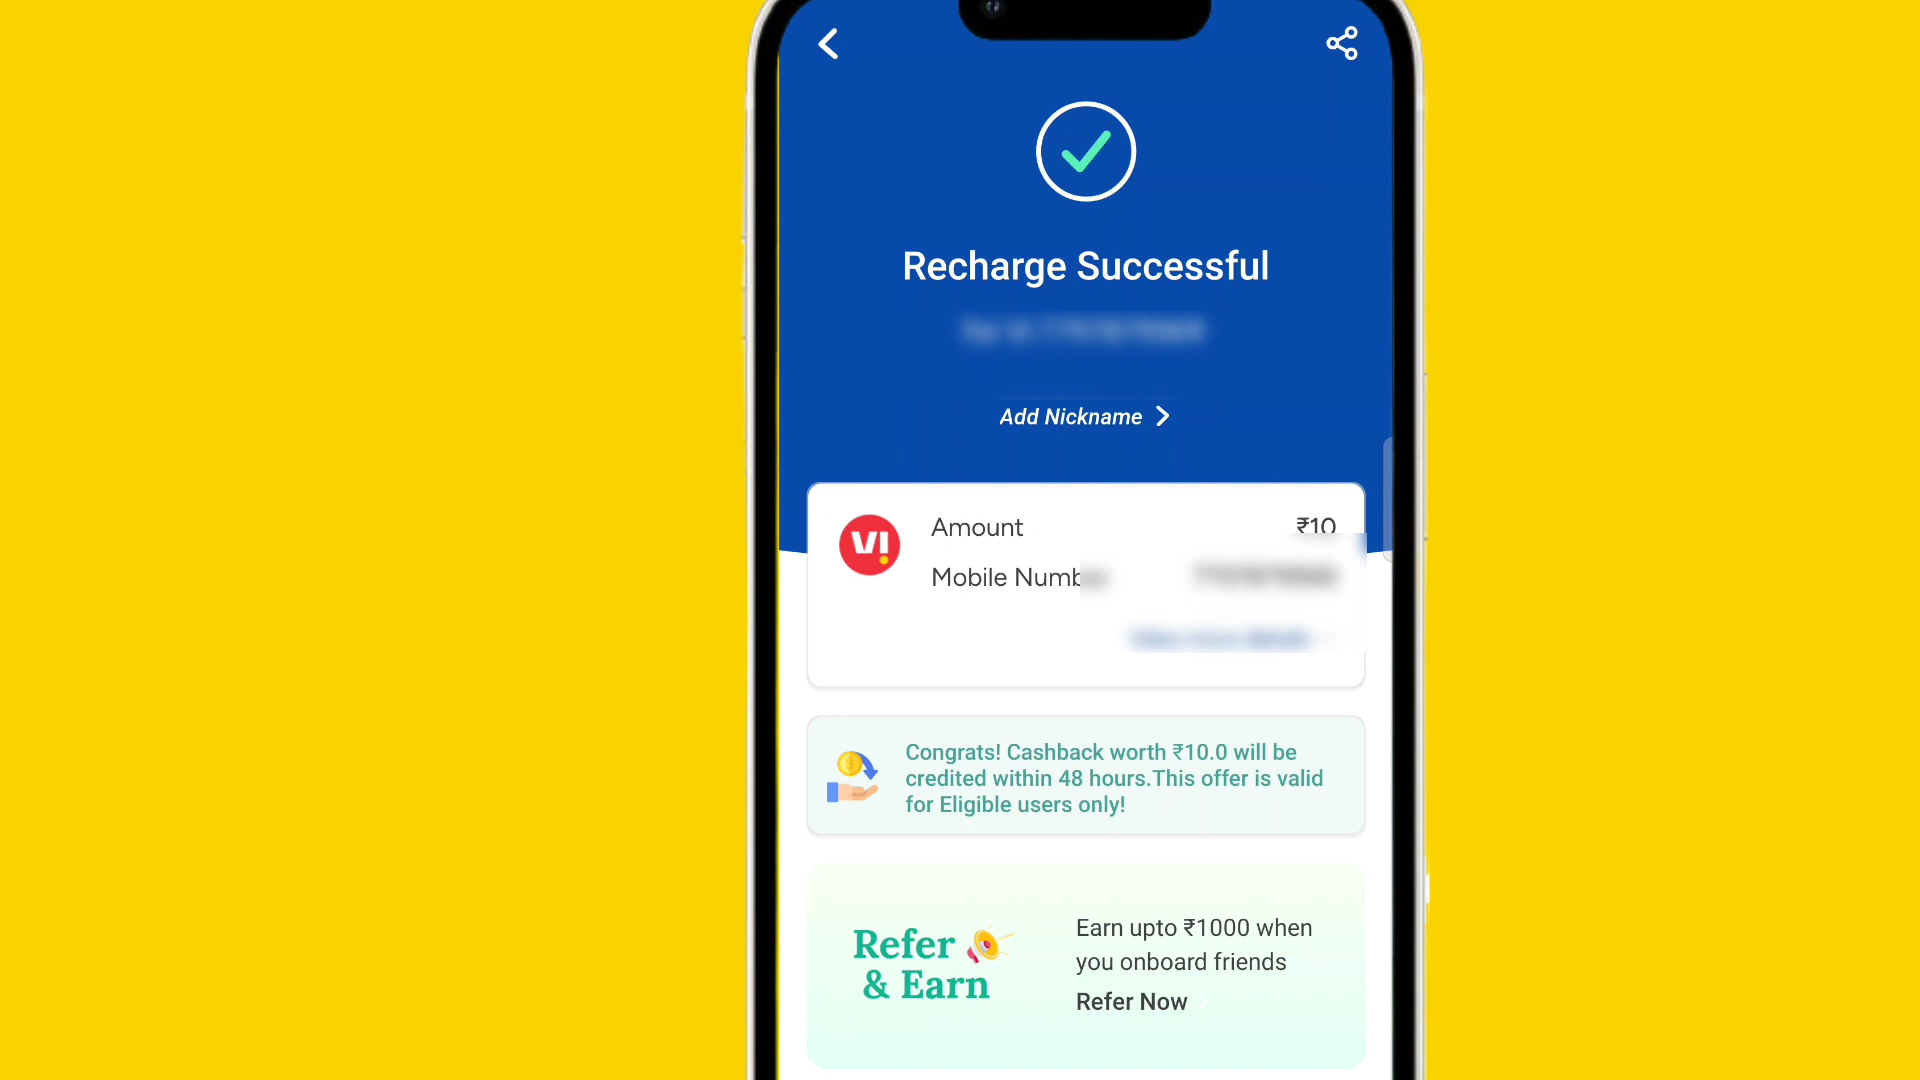 Recharge Successful
Add Nickname
VI
Amount ₹10
Mobile
Congrats! Cashback worth ₹10.0 will be
credited within 48 hours.This offer is valid
for Eligible users only!
Refer
& Earn
Earn upto ₹1000 when
you onboard friends
Refer Now